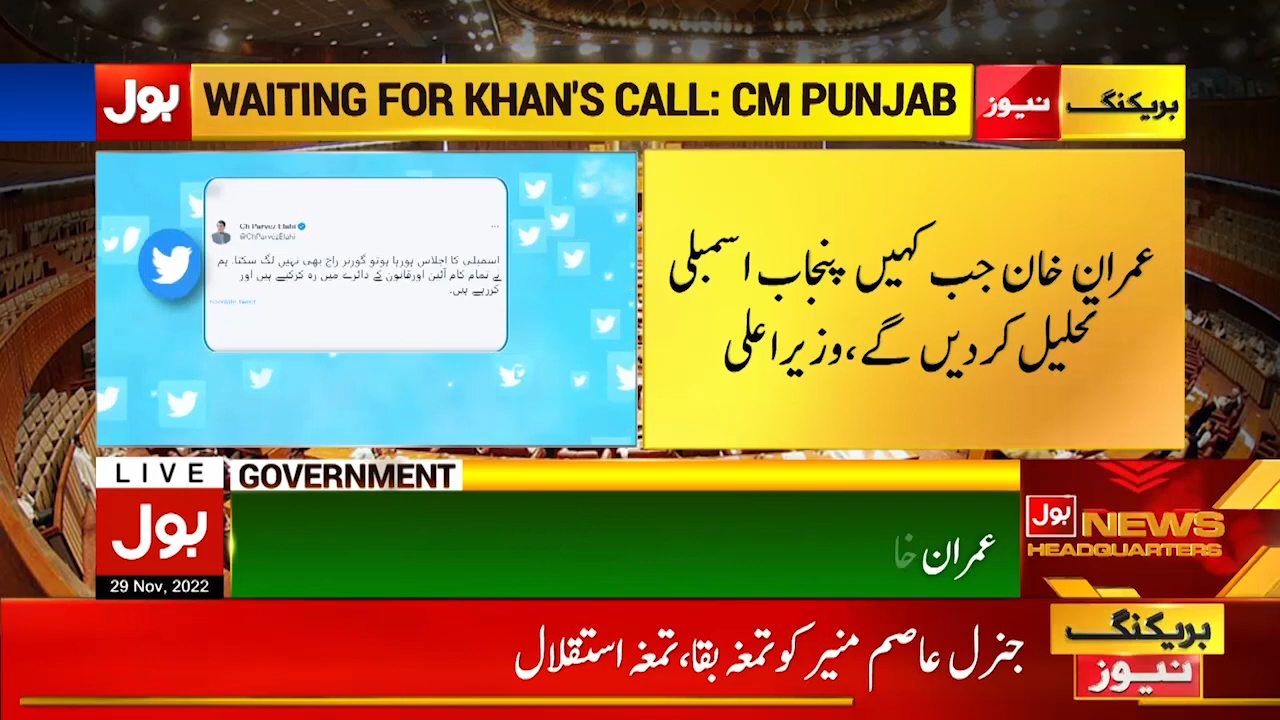 بول
WAITING FOR KHAN'S CALL: CM PUNJAB
بریکنگ نیوز
Ch Parvez Elahi
@ChParvezElahi
اسمبلی کا اجلاس ہورہا ہوتو گورنر راج بھی نہیں لگ سکتا۔ ہم
نے تمام کام آئین اورقانون کے دائرے میں رہ کرکیے ہیں اور
کررہے ہیں۔
عمران خان جب کہیں پنجاب اسمبلی
تحلیل کر دیں گے، وزیراعلی
LIVE
بول
29 Nov, 2022
GOVERNMENT
عمران خا
بول NEWS
HEADQUARTERS
جنرل عاصم منیر کو تمغہ بقا، تمغہ استقلال
بریکنگ
نیوز